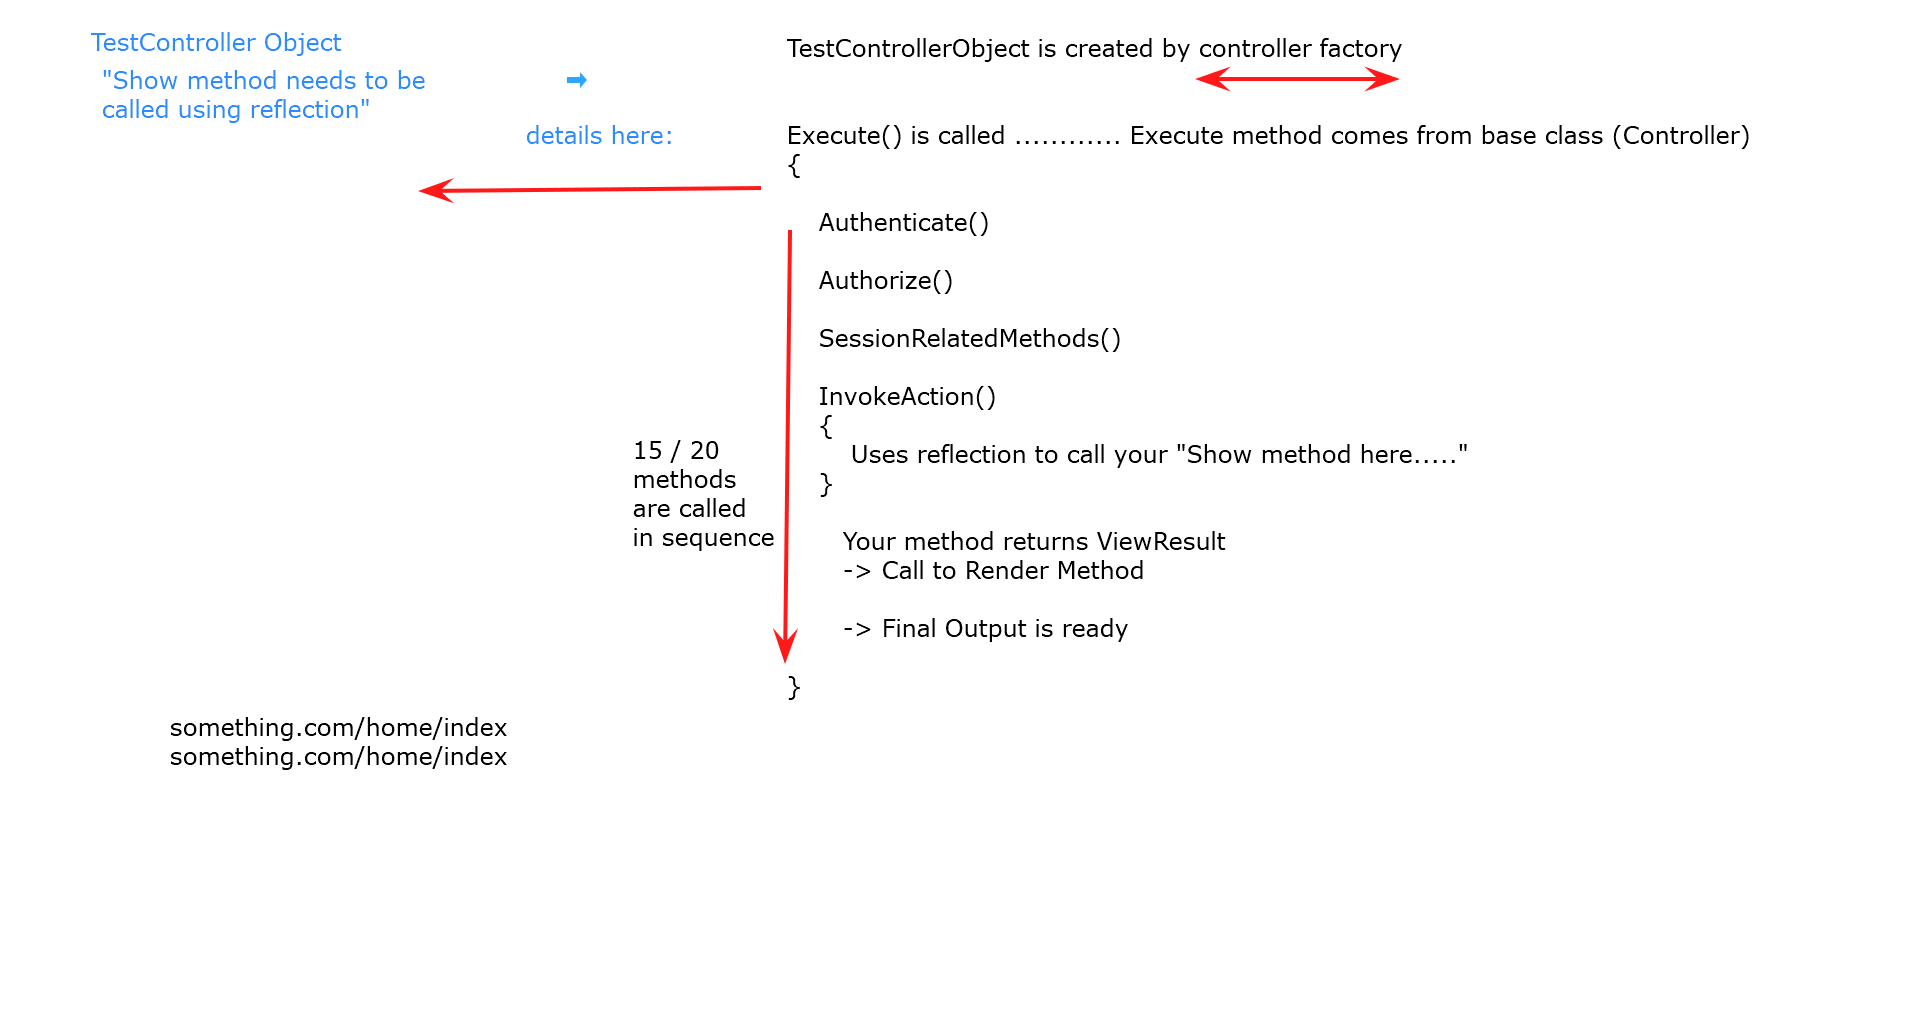 TestController Object
"Show method needs to be
called using reflection"
details here:
TestControllerObject is created by controller factory
Execute() is called ............ Execute method comes from base class (Controller)
{
Authenticate()
Authorize()
SessionRelatedMethods()
InvokeAction()
{
Uses reflection to call your "Show method here....."
}
15 / 20
methods
are called
in sequence
Your method returns ViewResult
-> Call to Render Method
-> Final Output is ready
}
something.com/home/index
something.com/home/index